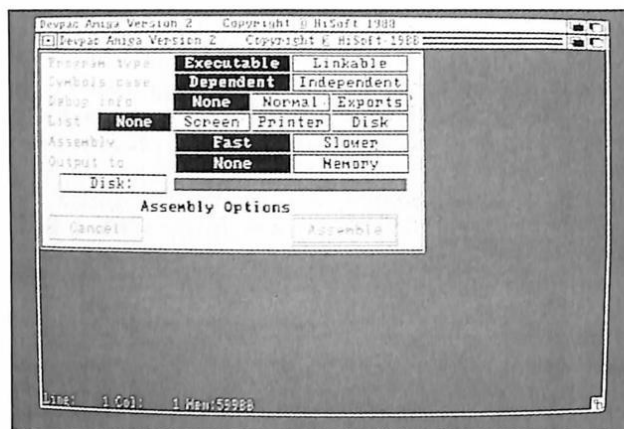 Devpac Amiga Version 2 Copyright © HiSoft 1988
Devpac Amiga Version 2 Copyright © HiSoft 1988
Program type Executable Linkable
Symbols case Dependent Independent
Debug info None Normal Exports
List None Screen Printer Disk
Assembly Fast Slower
Output to None Memory
Disk:
Assembly Options
Cancel Assemble
Line: 1 Col: 1 Mem:59988